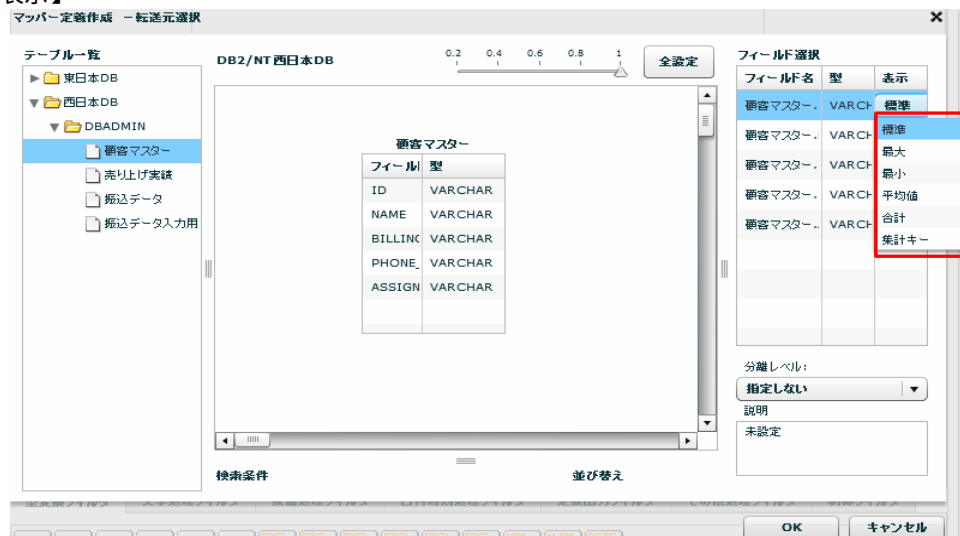 マッパー定義作成 －転送元選択
テーブル一覧
東日本DB
西日本DB
DBADMIN
顧客マスター
売り上げ実績
振込データ
振込データ入力用
DB2/NT 西日本DB
0.2 0.4 0.6 0.8 1
全設定
顧客マスター
フィール 型
ID VARCHAR
NAME VARCHAR
BILLING VARCHAR
PHONE_ VARCHAR
ASSIGN VARCHAR
検索条件
並び替え
フィールド選択
フィールド名 型 表示
顧客マスター. VARCH 標準
顧客マスター. VARCH
顧客マスター. VARCH
顧客マスター. VARCH
顧客マスター.. VARCH
標準
最大
最小
平均値
合計
集計キー
分離レベル:
指定しない
説明
未設定
OK キャンセル